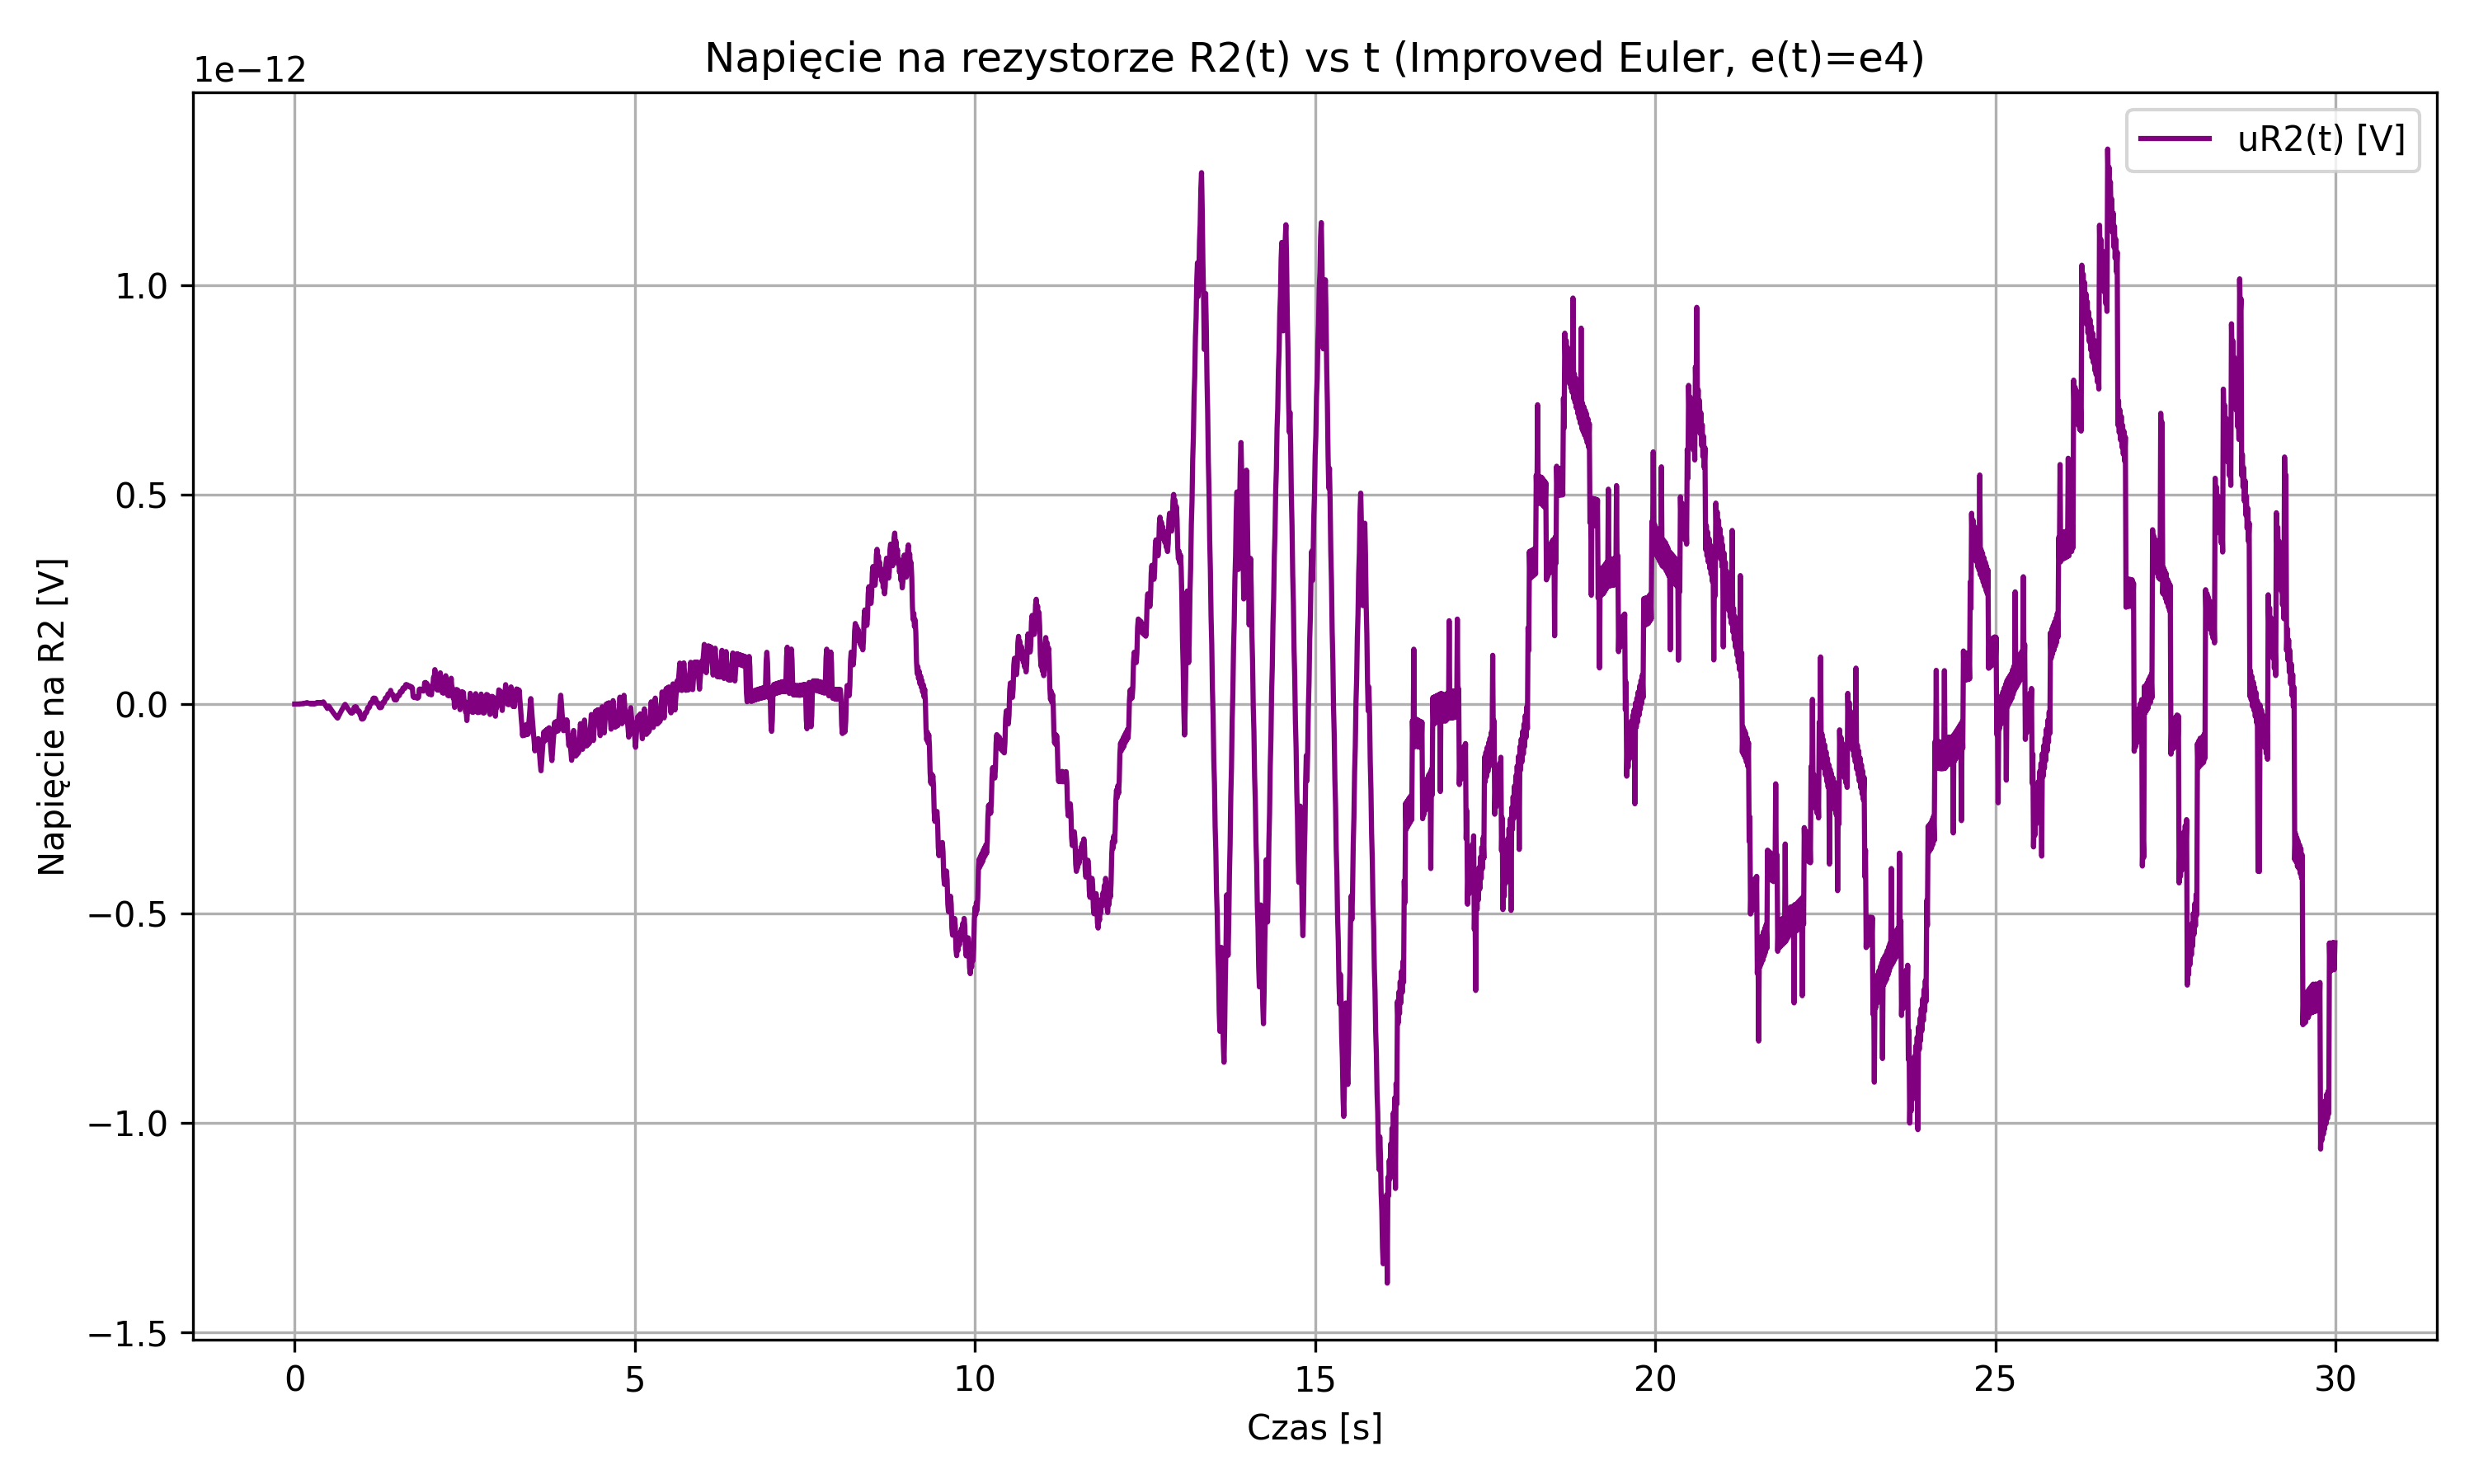 Napięcie na rezystorze R2(t) vs t (Improved Euler, e(t)=e4)
1e−12
uR2(t) [V]
1.0
0.5
0.0
−0.5
−1.0
−1.5
Napięcie na R2 [V]
0 5 10 15 20 25 30
Czas [s]